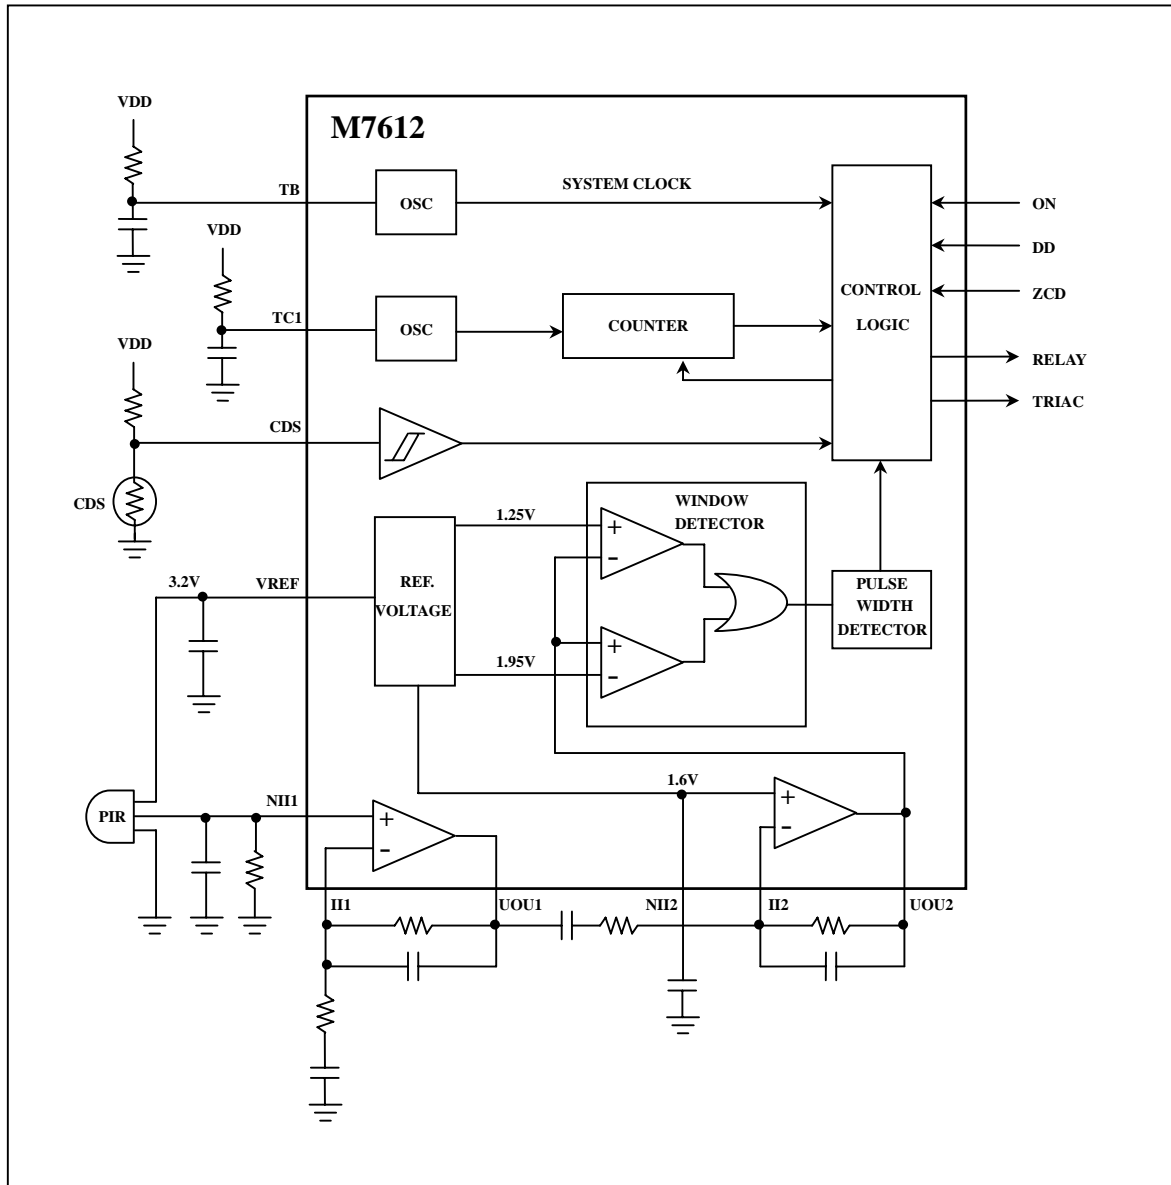 VDD
M7612
TB
OSC
SYSTEM CLOCK
ON
VDD
DD
ZCD
CONTROL
LOGIC
TC1
OSC
COUNTER
VDD
RELAY
TRIAC
CDS
CDS
WINDOW
DETECTOR
1.25V
+
-
3.2V
VREF
REF.
VOLTAGE
PULSE
WIDTH
DETECTOR
+
-
1.95V
1.6V
NII1
PIR
+
-
+
-
II1
UOU1
NII2
II2
UOU2